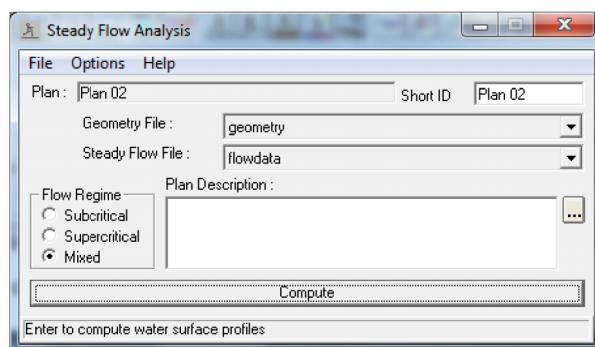 Steady Flow Analysis
File Options Help
Plan : Plan 02 Short ID Plan 02
Geometry File : geometry
Steady Flow File : flowdata
Flow Regime
Subcritical
Supercritical
Mixed
Plan Description :
...
Compute
Enter to compute water surface profiles